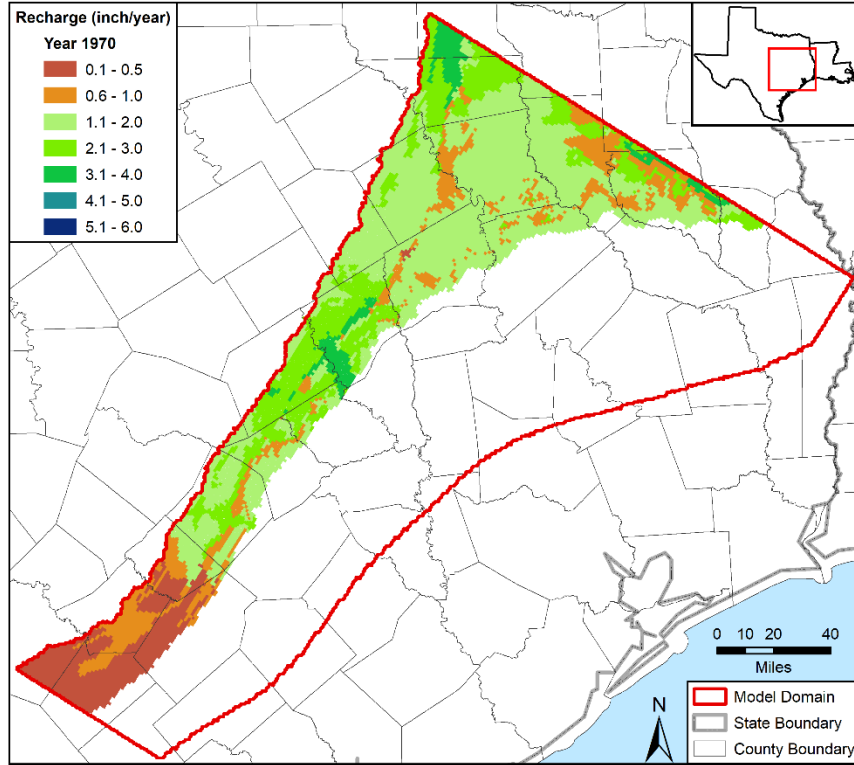 Recharge (inch/year)
Year 1970
0.1 - 0.5
0.6 - 1.0
1.1 - 2.0
2.1 - 3.0
3.1 - 4.0
4.1 - 5.0
5.1 - 6.0
0 10 20 40
Miles
N
Model Domain
State Boundary
County Boundary